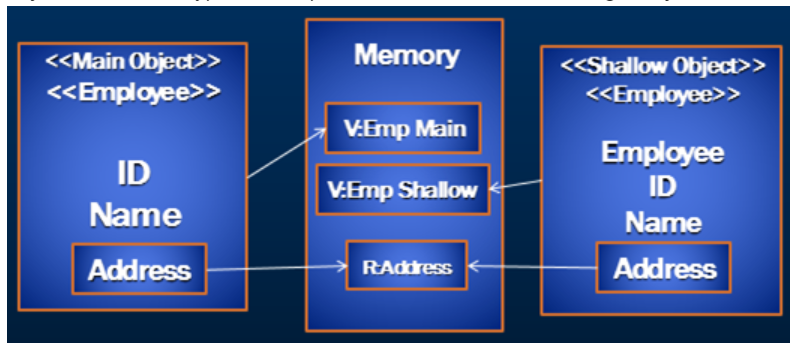 <<Main Object>>
<<Employee>>
ID
Name
Address
Memory
V:Emp Main
V:Emp Shallow
R:Address
<<Shallow Object>>
<<Employee>>
Employee
ID
Name
Address